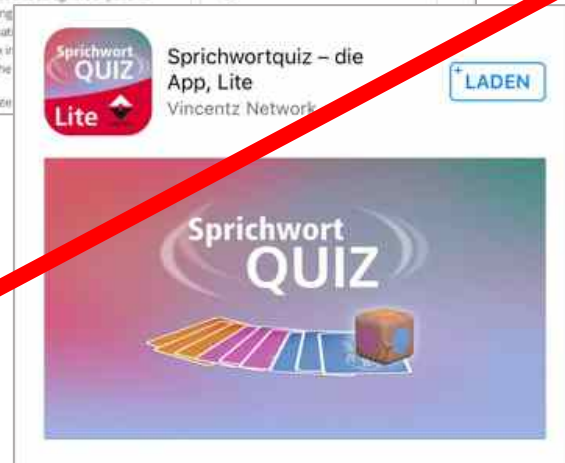 Sprichwort
QUIZ
Lite
Sprichwortquiz – die
App, Lite
Vincentz Network
+LADEN
Sprichwort
QUIZ